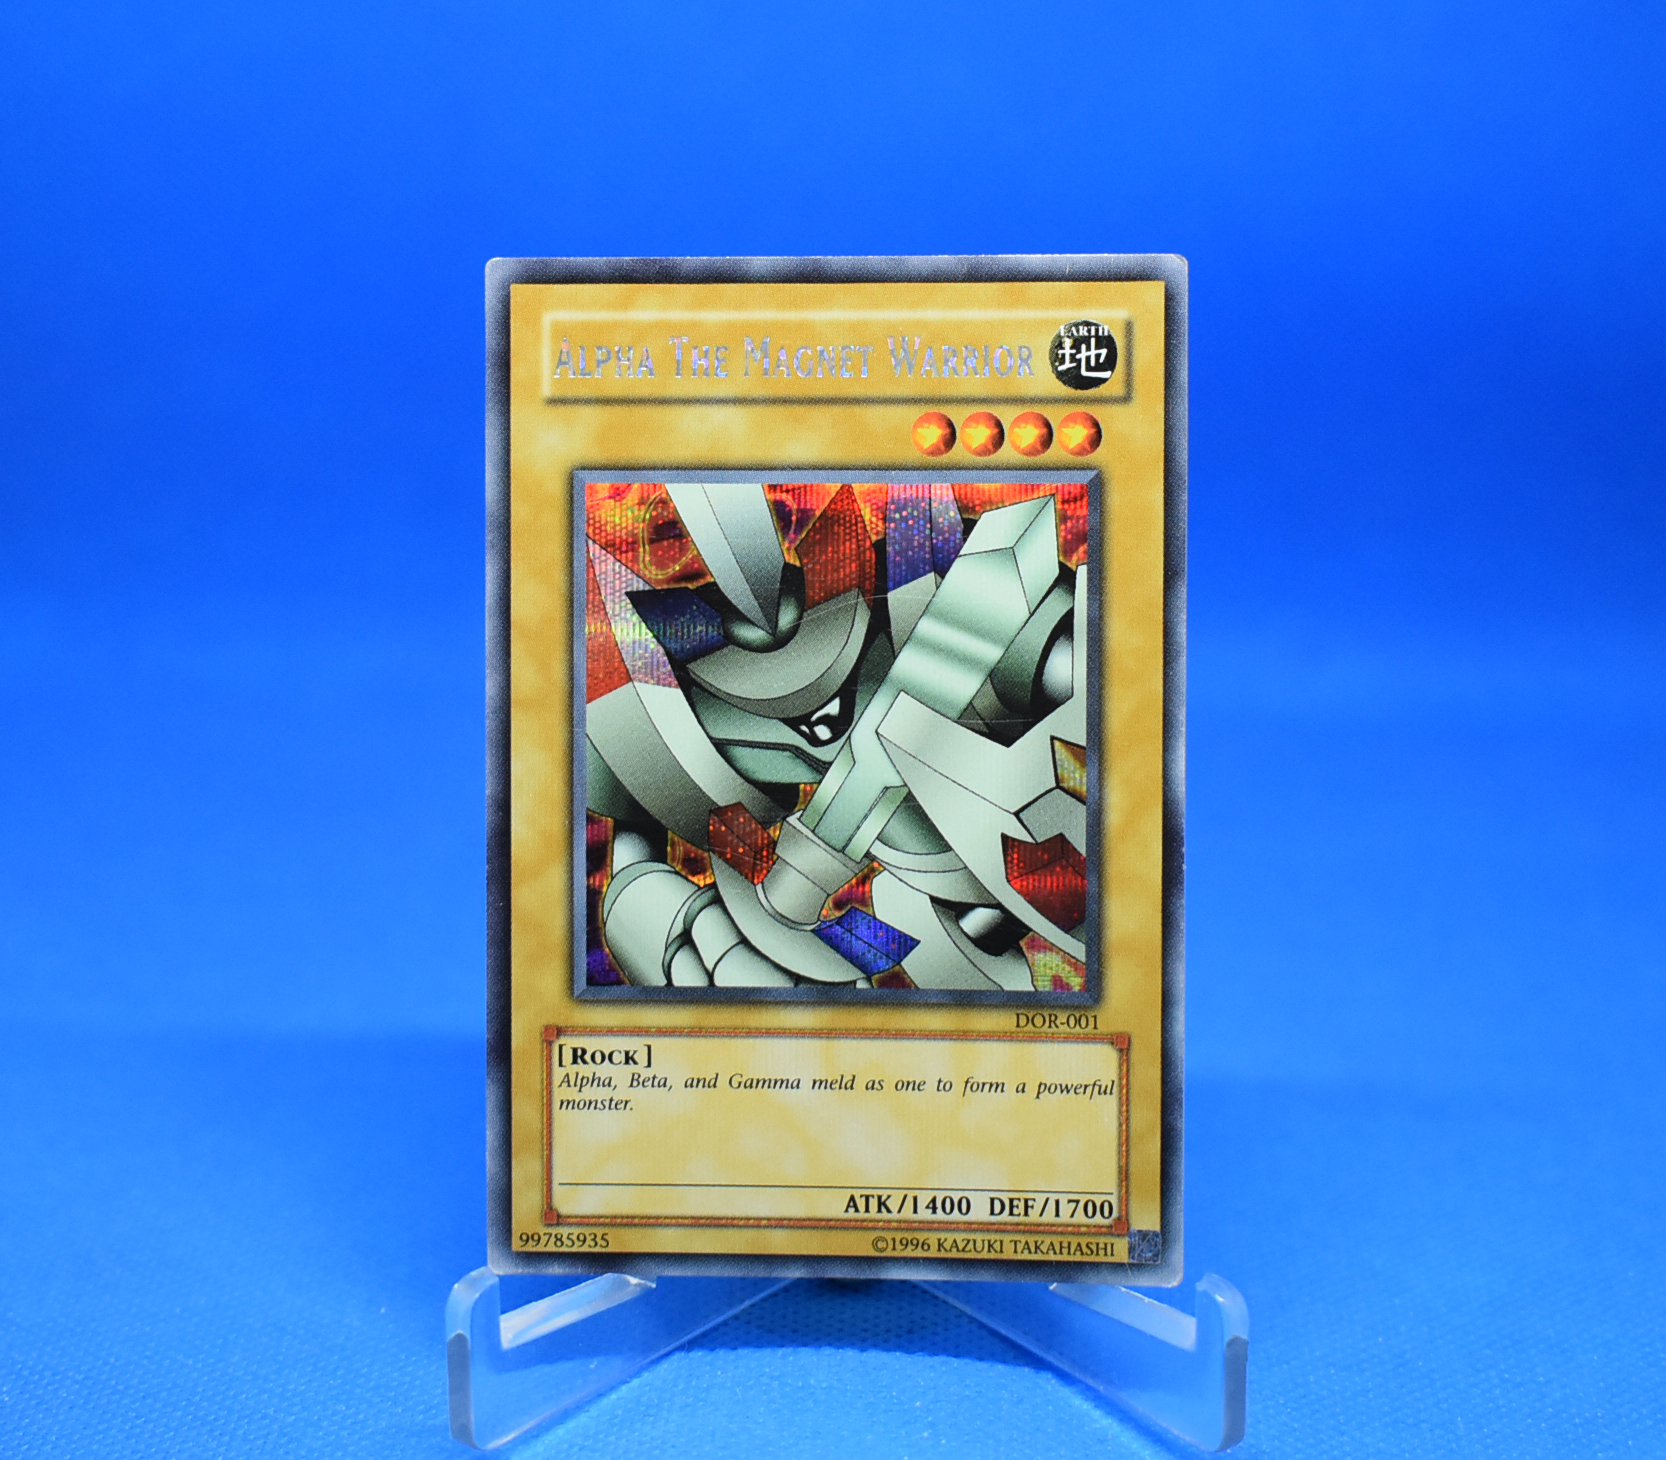 ALPHA THE MAGNET WARRIOR
EARTH
地
DOR-001
[ROCK]
Alpha, Beta, and Gamma meld as one to form a powerful
monster.
ATK/1400 DEF/1700
99785935
©1996 KAZUKI TAKAHASHI